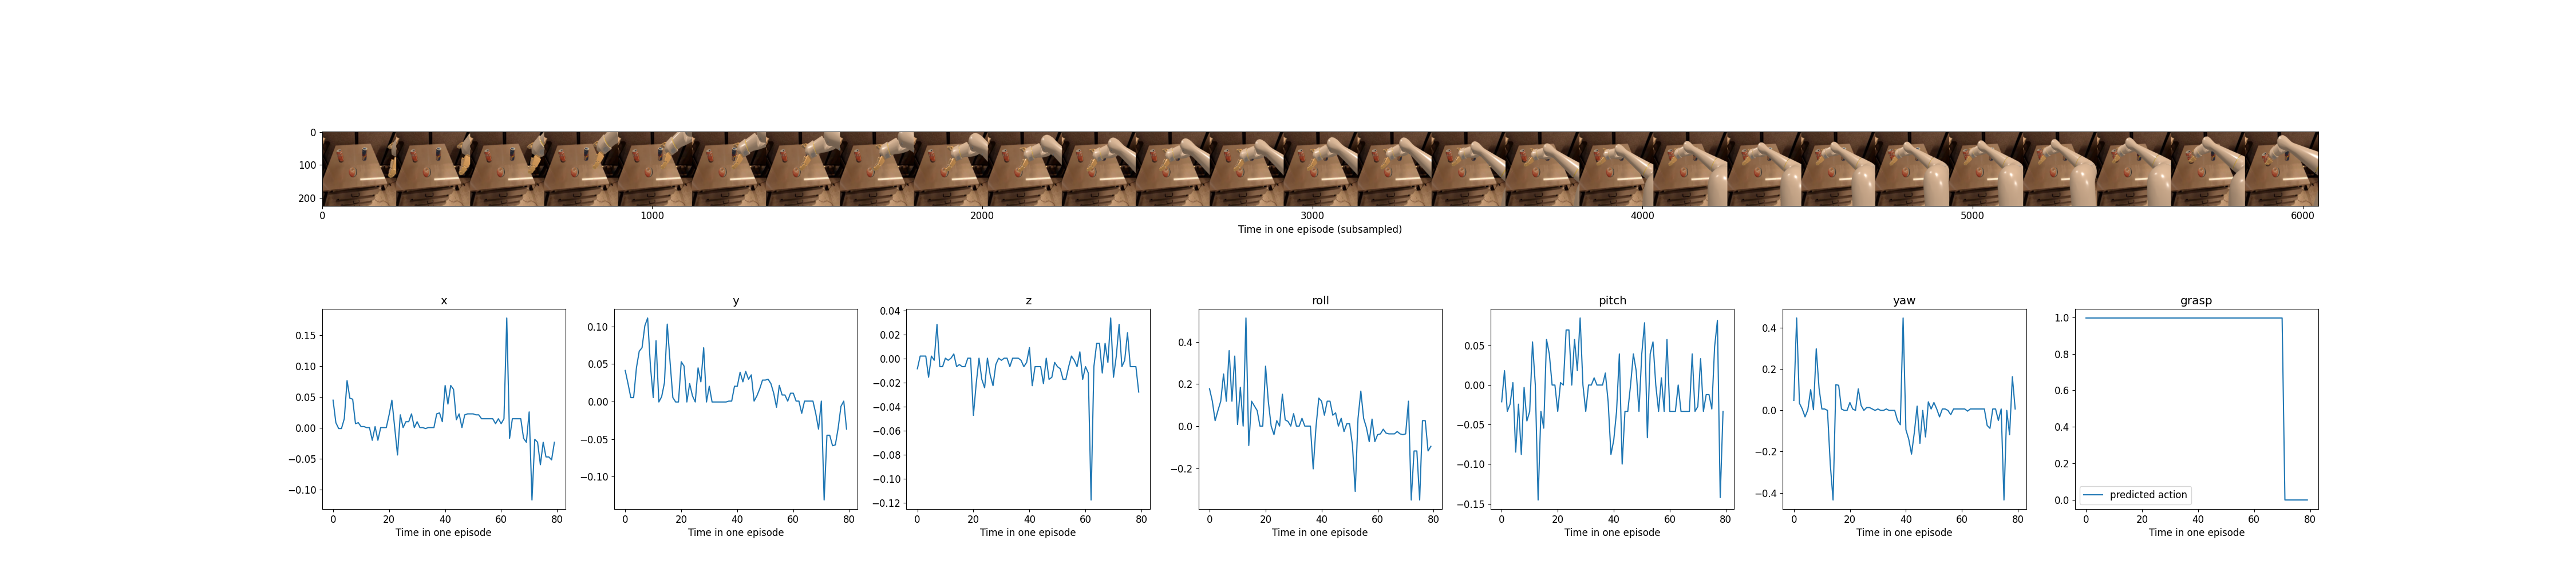 0
100
200
0 1000 2000 3000 4000 5000 6000
Time in one episode (subsampled)
x
0.15
0.10
0.05
0.00
−0.05
−0.10
0 20 40 60 80
Time in one episode
y
0.10
0.05
0.00
−0.05
−0.10
0 20 40 60 80
Time in one episode
z
0.04
0.02
0.00
−0.02
−0.04
−0.06
−0.08
−0.10
−0.12
0 20 40 60 80
Time in one episode
roll
0.4
0.2
0.0
−0.2
0 20 40 60 80
Time in one episode
pitch
0.05
0.00
−0.05
−0.10
−0.15
0 20 40 60 80
Time in one episode
yaw
0.4
0.2
0.0
−0.2
−0.4
0 20 40 60 80
Time in one episode
grasp
1.0
0.8
0.6
0.4
0.2
0.0
predicted action
0 20 40 60 80
Time in one episode